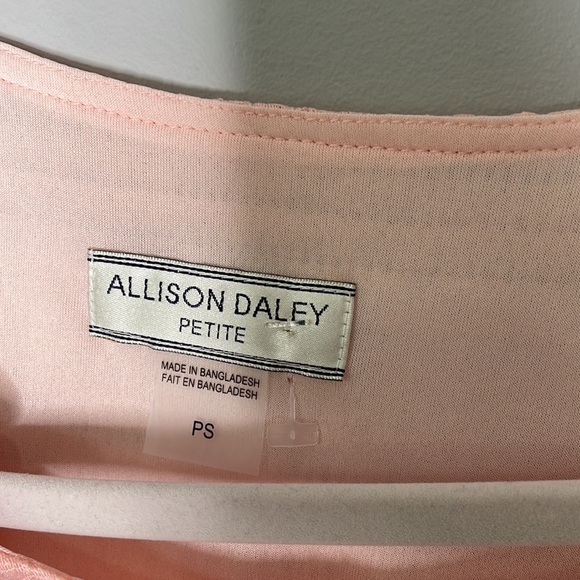 ALLISON DALEY
PETITE
MADE IN BANGLADESH
FAIT EN BANGLADESH
PS